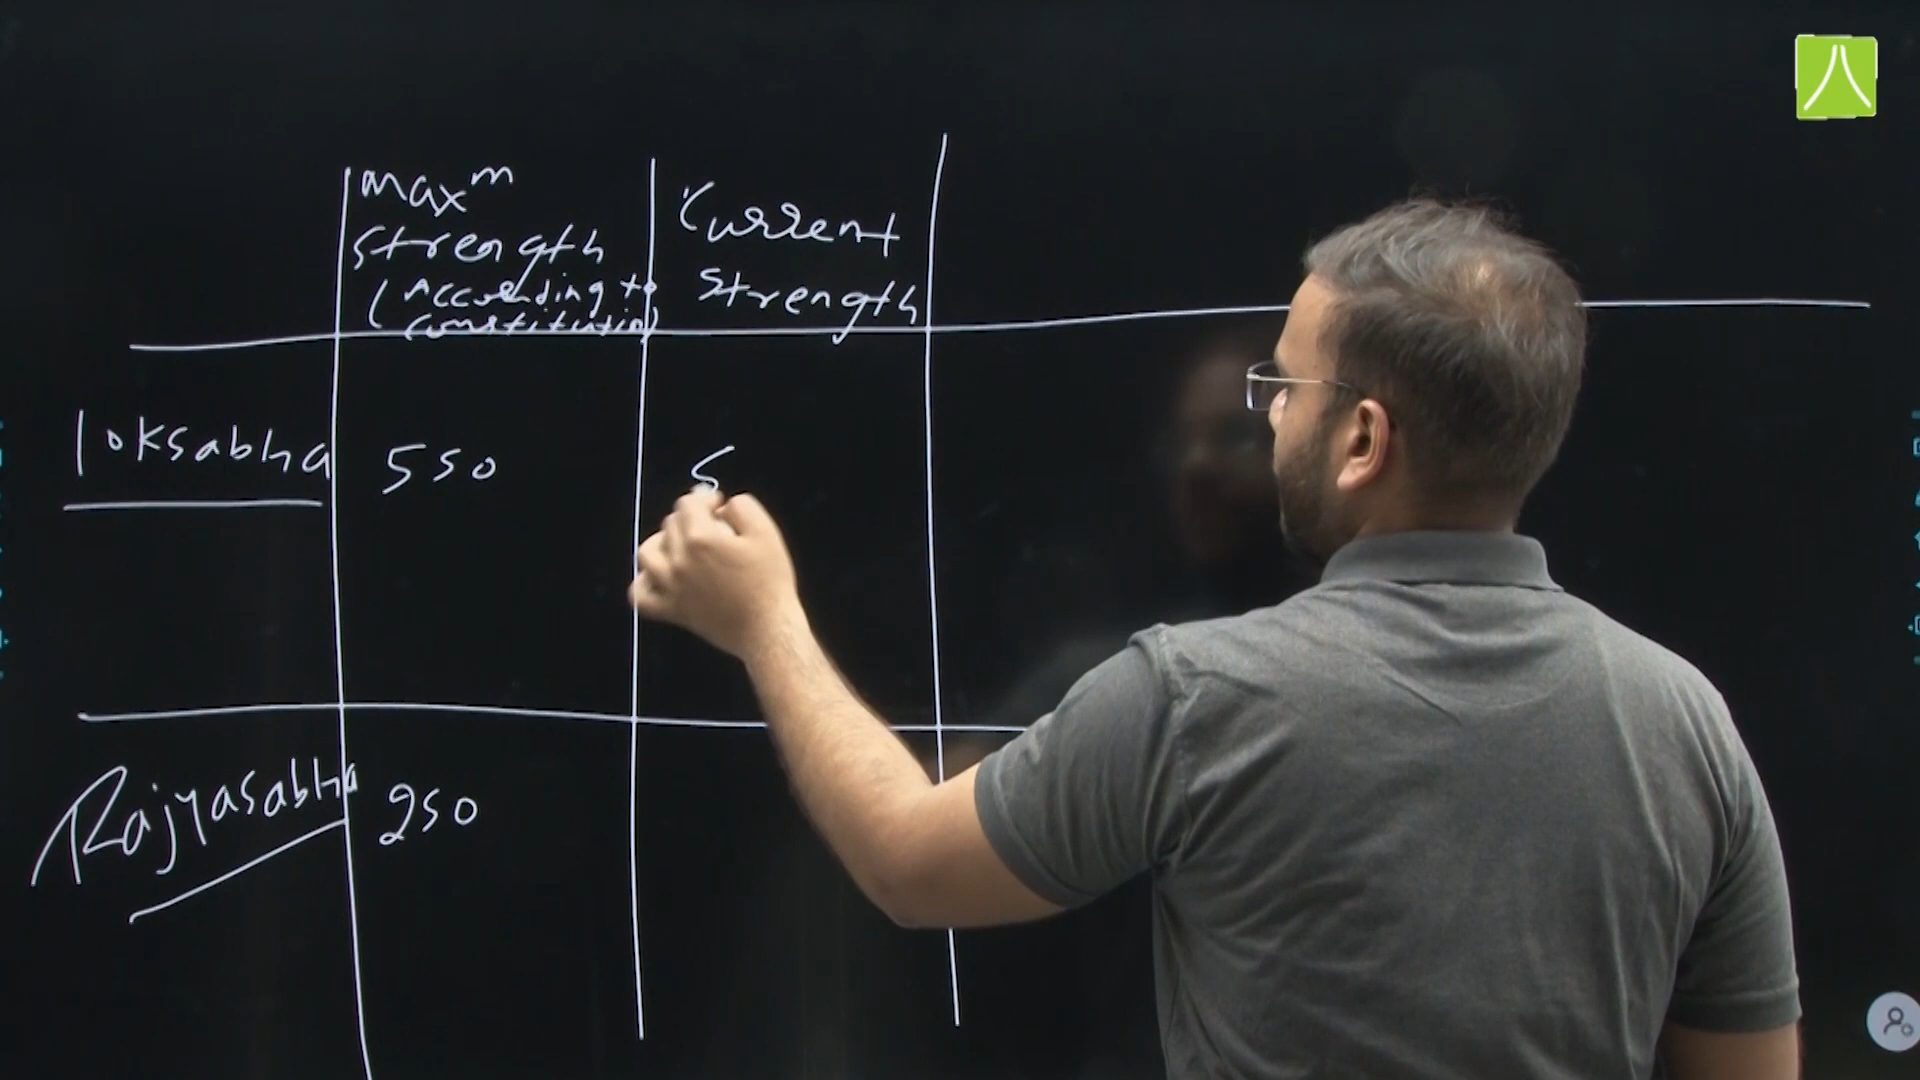 maxᵐ
strength
(According to
Constitution)
Current
Strength
loksabha
550
5
Rajyasabha
250